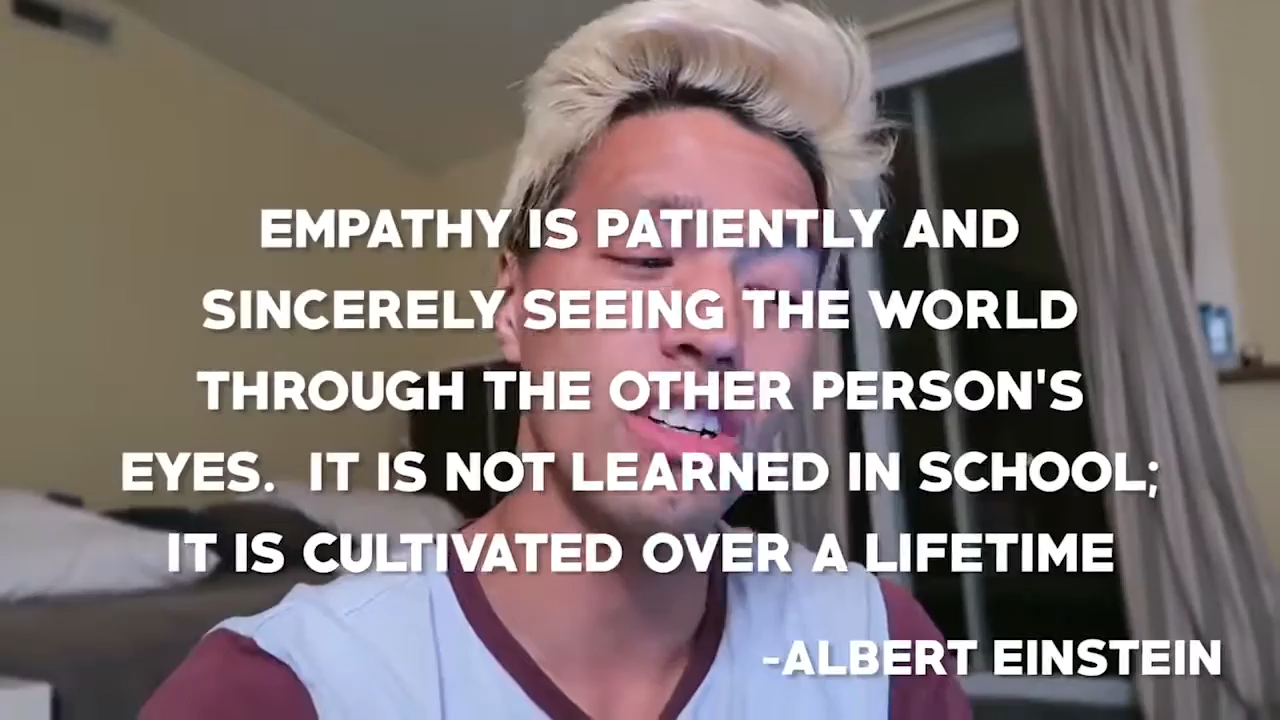 EMPATHY IS PATIENTLY AND
SINCERELY SEEING THE WORLD
THROUGH THE OTHER PERSON'S
EYES.  IT IS NOT LEARNED IN SCHOOL;
IT IS CULTIVATED OVER A LIFETIME
-ALBERT EINSTEIN